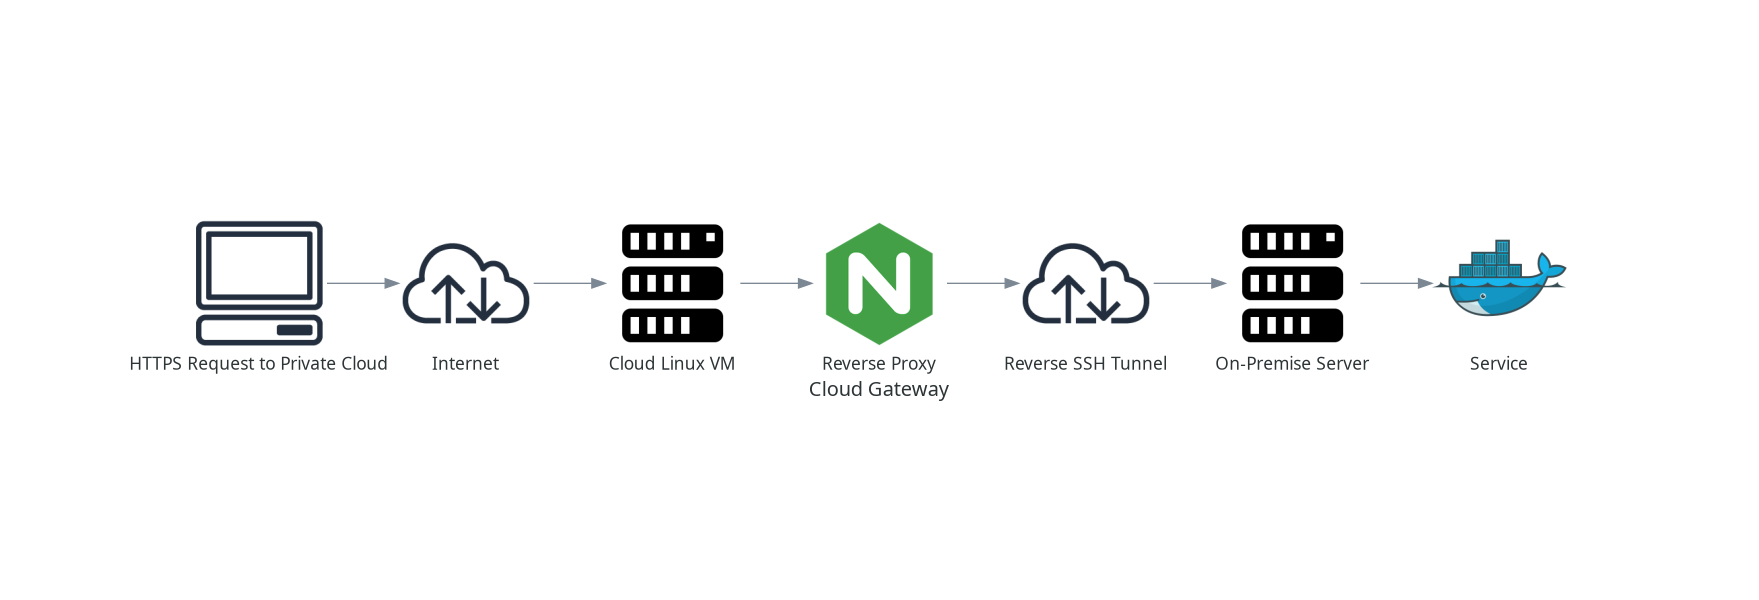 HTTPS Request to Private Cloud
Internet
Cloud Linux VM
Reverse Proxy
Reverse SSH Tunnel
On-Premise Server
Service
Cloud Gateway